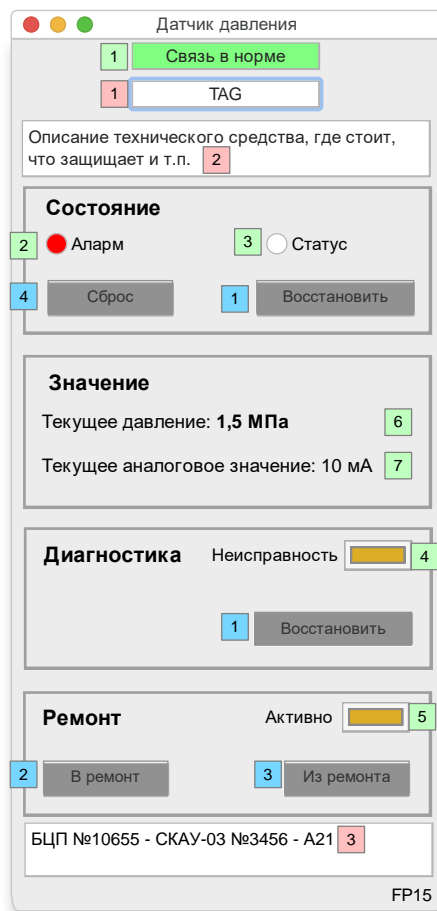 Датчик давления
1 Связь в норме
1 TAG
Описание технического средства, где стоит,
что защищает и т.п. 2
Состояние
2 Аларм 3 Статус
4 Сброс 1 Восстановить
Значение
Текущее давление: 1,5 МПа 6
Текущее аналоговое значение: 10 мА 7
Диагностика Неисправность 4
1 Восстановить
Ремонт Активно 5
2 В ремонт 3 Из ремонта
БЦП №10655 - СКАУ-03 №3456 - А21 3
FP15